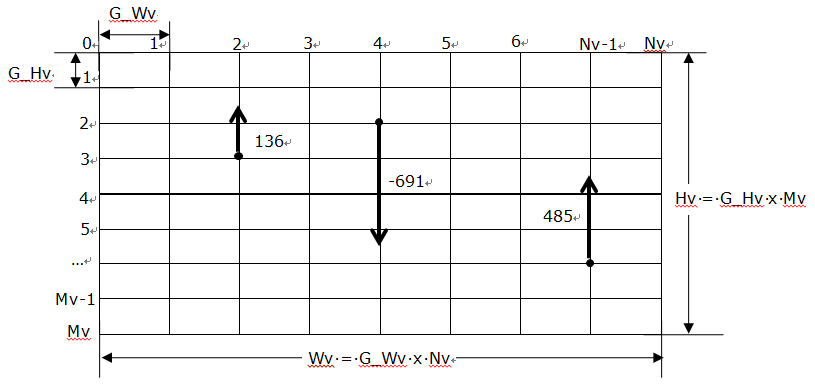 G_Wv
0 1 2 3 4 5 6 Nv-1 Nv
G_Hv
1
2
136
3
-691
4
Hv = G_Hv x Mv
485
5
…
Mv-1
Mv
Wv = G_Wv x Nv